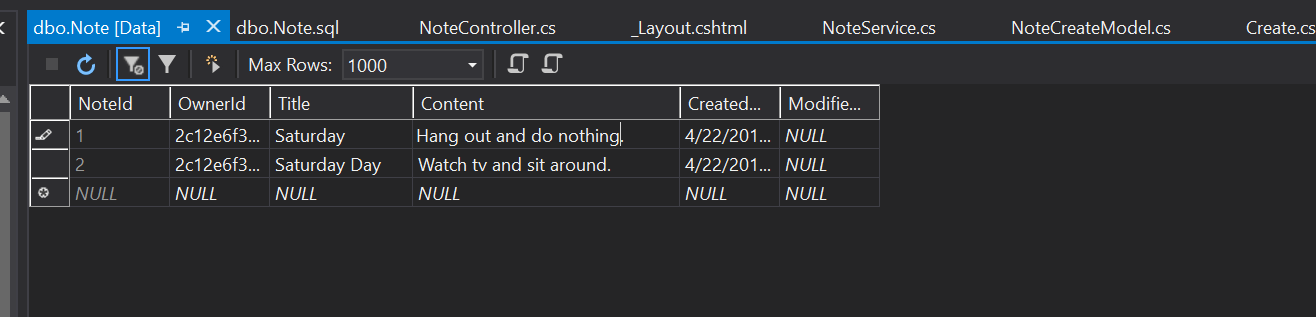 dbo.Note [Data] dbo.Note.sql NoteController.cs _Layout.cshtml NoteService.cs NoteCreateModel.cs Create.cs
Max Rows: 1000
NoteId OwnerId Title Content Created... Modifie...
1 2c12e6f3... Saturday Hang out and do nothing. 4/22/201... NULL
2 2c12e6f3... Saturday Day Watch tv and sit around. 4/22/201... NULL
NULL NULL NULL NULL NULL NULL